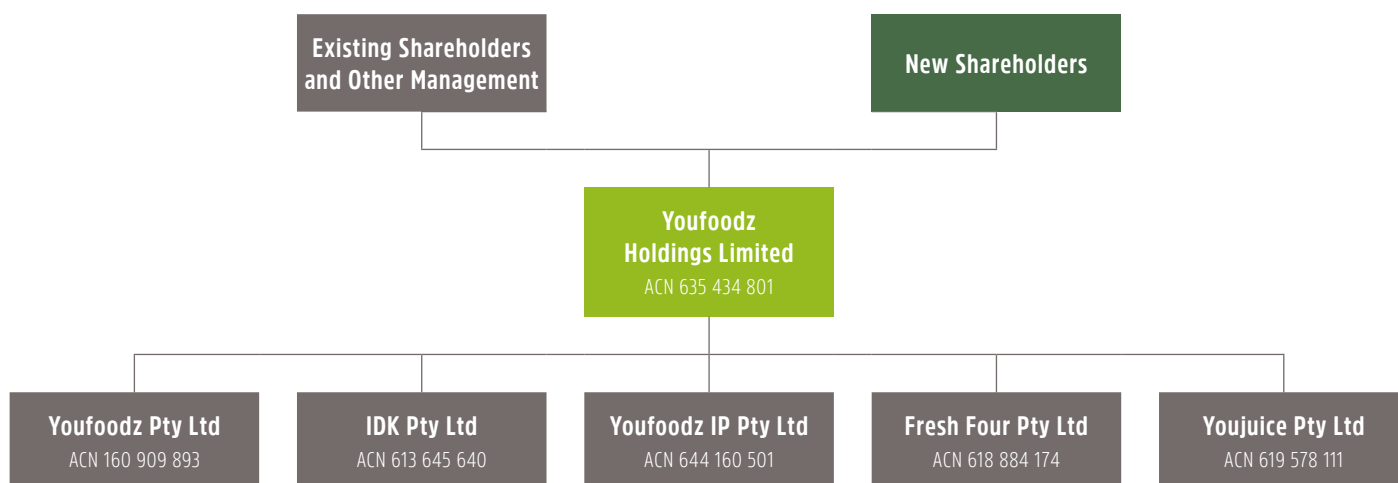 Existing Shareholders
and Other Management
New Shareholders
Youfoodz
Holdings Limited
ACN 635 434 801
Youfoodz Pty Ltd
ACN 160 909 893
IDK Pty Ltd
ACN 613 645 640
Youfoodz IP Pty Ltd
ACN 644 160 501
Fresh Four Pty Ltd
ACN 618 884 174
Youjuice Pty Ltd
ACN 619 578 111